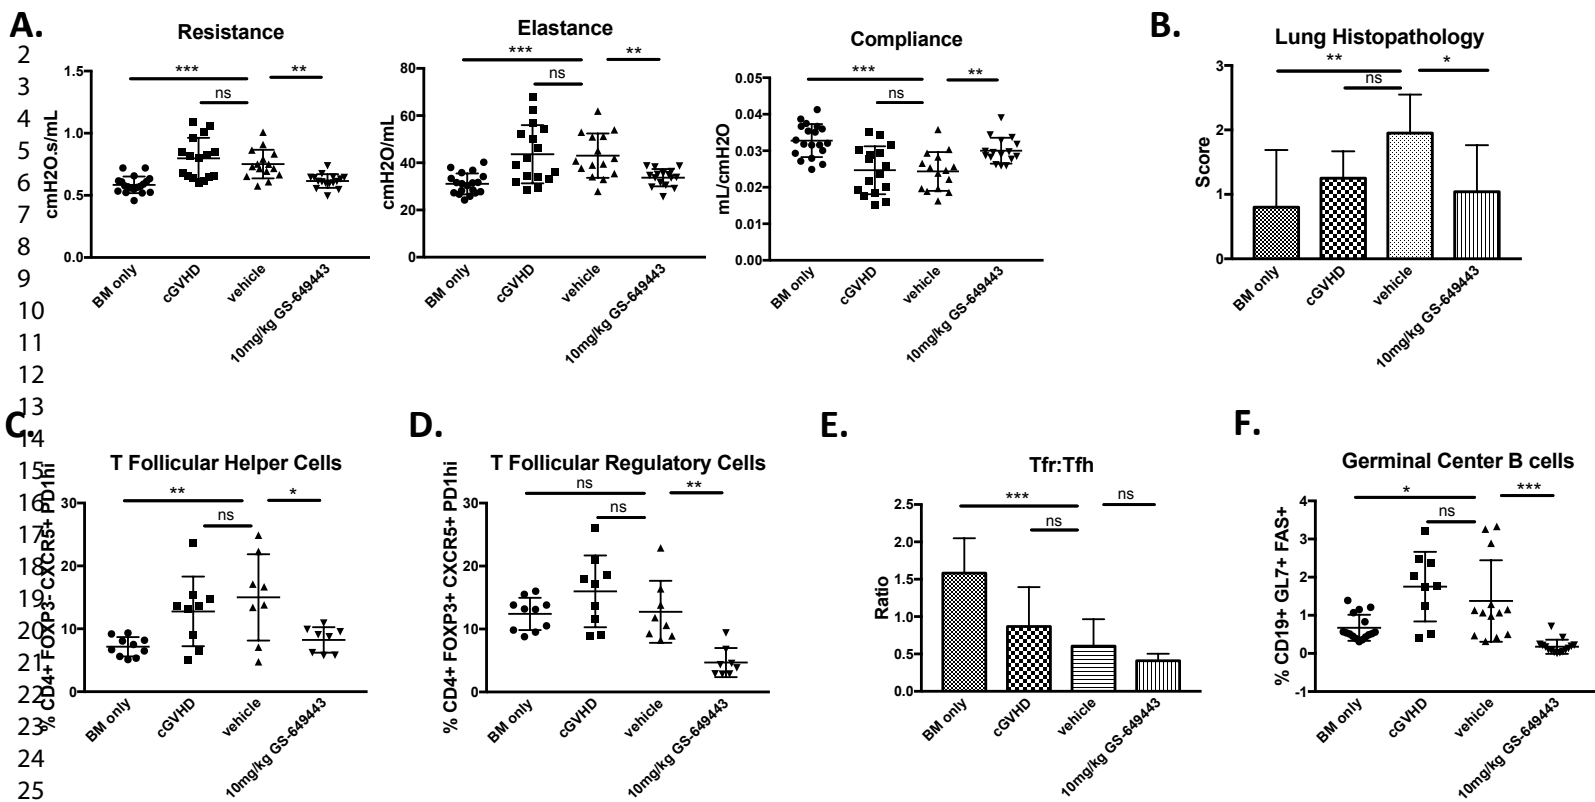 A.
B.
2
3
4
5
6
7
8
9
10
11
12
13
14
15
16
17
18
19
20
21
22
23
24
25
Resistance
*** **
ns
cmH2O.s/mL
1.5
1.0
0.5
0.0
BM only
cGVHD
vehicle
10mg/kg GS-649443
Elastance
*** **
ns
cmH2O/mL
80
60
40
20
0
BM only
cGVHD
vehicle
10mg/kg GS-649443
Compliance
*** **
ns
mL/cmH2O
0.05
0.04
0.03
0.02
0.01
0.00
BM only
cGVHD
vehicle
10mg/kg GS-649443
Lung Histopathology
** *
ns
Score
3
2
1
0
BM only
cGVHD
vehicle
10mg/kg GS-649443
C.
T Follicular Helper Cells
** *
ns
% CD4+ FOXP3- CXCR5+ PD1hi
30
20
10
0
BM only
cGVHD
vehicle
10mg/kg GS-649443
D.
T Follicular Regulatory Cells
ns **
ns
% CD4+ FOXP3+ CXCR5+ PD1hi
30
20
10
0
BM only
cGVHD
vehicle
10mg/kg GS-649443
E.
Tfr:Tfh
*** ns
ns
Ratio
2.5
2.0
1.5
1.0
0.5
0.0
BM only
cGVHD
vehicle
10mg/kg GS-649443
F.
Germinal Center B cells
* ***
ns
% CD19+ GL7+ FAS+
4
3
2
1
0
-1
BM only
cGVHD
vehicle
10mg/kg GS-649443